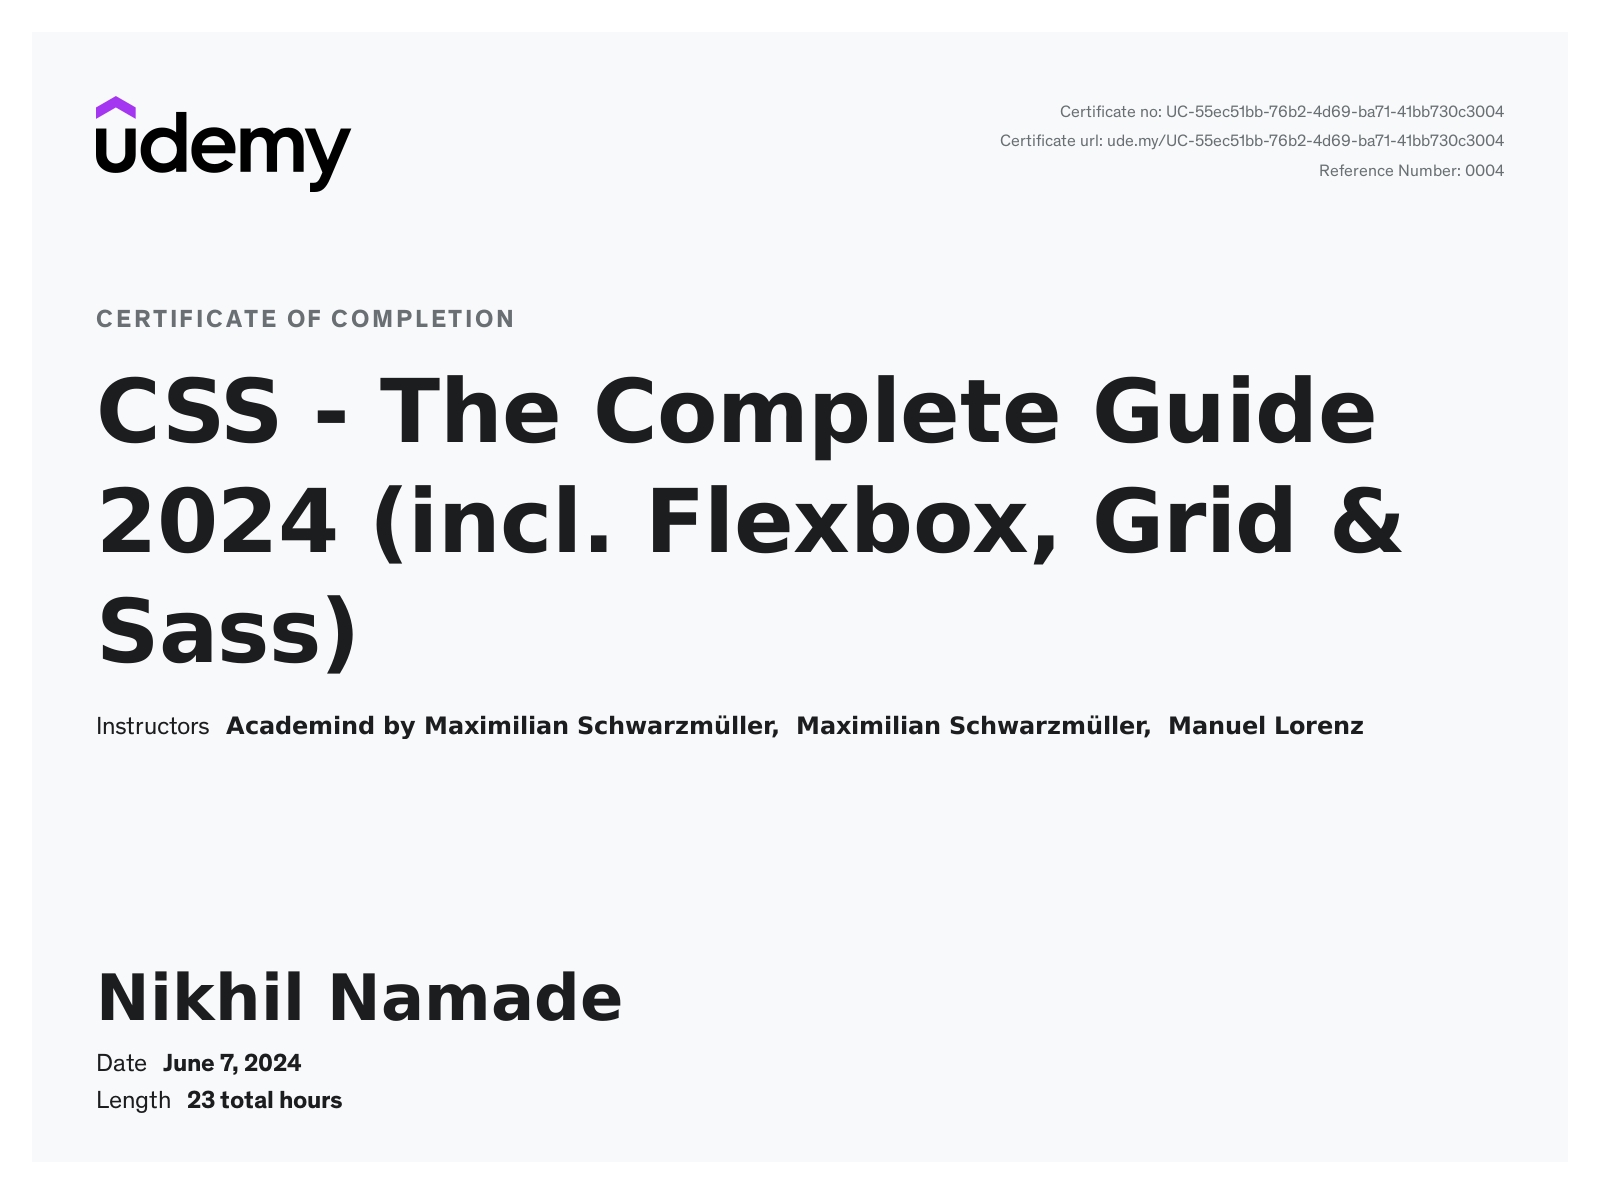 udemy
Certificate no: UC-55ec51bb-76b2-4d69-ba71-41bb730c3004
Certificate url: ude.my/UC-55ec51bb-76b2-4d69-ba71-41bb730c3004
Reference Number: 0004
CERTIFICATE OF COMPLETION
CSS - The Complete Guide
2024 (incl. Flexbox, Grid &
Sass)
Instructors Academind by Maximilian Schwarzmüller, Maximilian Schwarzmüller, Manuel Lorenz
Nikhil Namade
Date June 7, 2024
Length 23 total hours